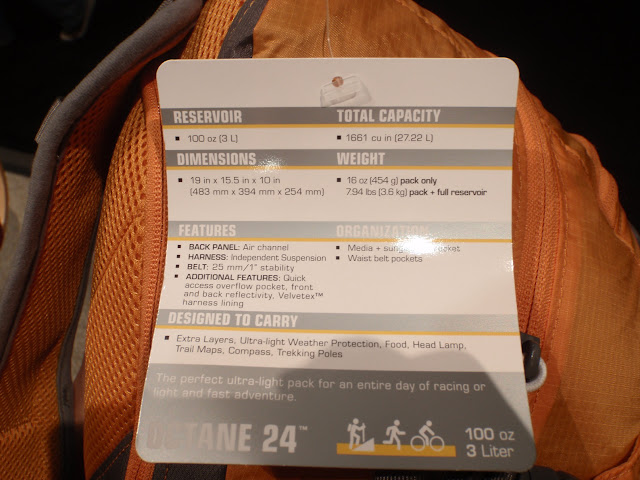 RESERVOIR
100 oz (3 L)
TOTAL CAPACITY
1661 cu in (27.22 L)
DIMENSIONS
19 in x 15.5 in x 10 in
(483 mm x 394 mm x 254 mm)
WEIGHT
16 oz (454 g) pack only
7.94 lbs (3.6 kg) pack + full reservoir
FEATURES
BACK PANEL: Air channel
HARNESS: Independent Suspension
BELT: 25 mm/1" stability
ADDITIONAL FEATURES: Quick
access overflow pocket, front
and back reflectivity, Velvetex™
harness lining
ORGANIZATION
Media +
Waist belt pockets
DESIGNED TO CARRY
Extra Layers, Ultra-light Weather Protection, Food, Head Lamp,
Trail Maps, Compass, Trekking Poles
The perfect ultra-light pack for an entire day of racing or
light and fast adventure.
OCTANE 24™
100 oz
3 Liter